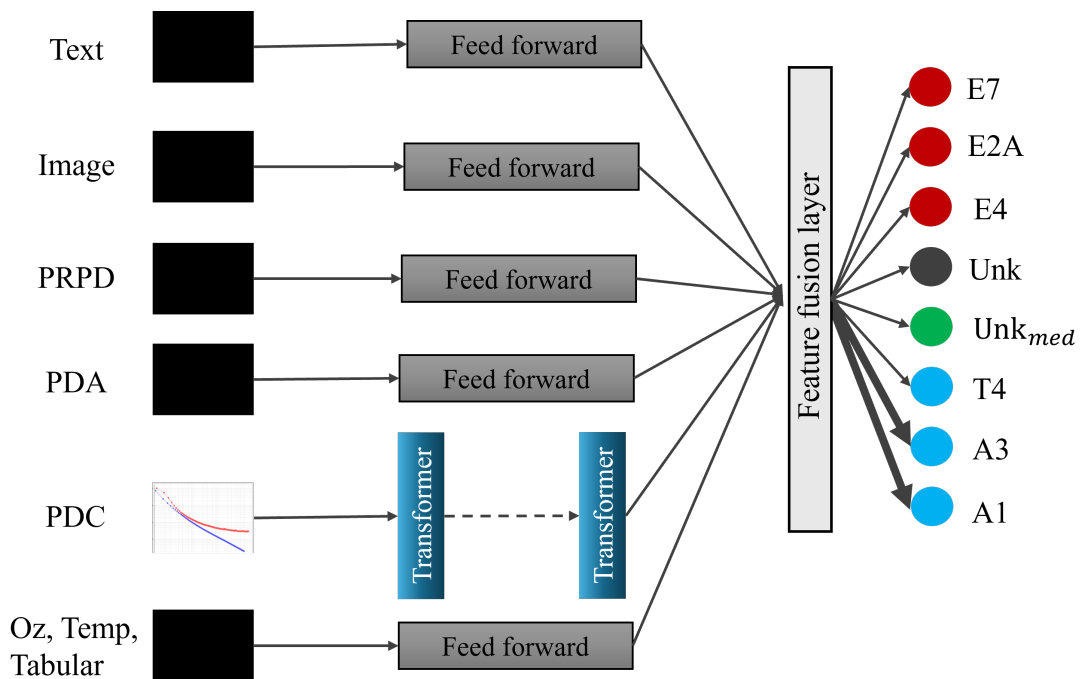 Text
Feed forward
Image
Feed forward
PRPD
Feed forward
PDA
Feed forward
PDC
Transformer
Transformer
Oz, Temp,
Tabular
Feed forward
Feature fusion layer
E7
E2A
E4
Unk
Unkmed
T4
A3
A1